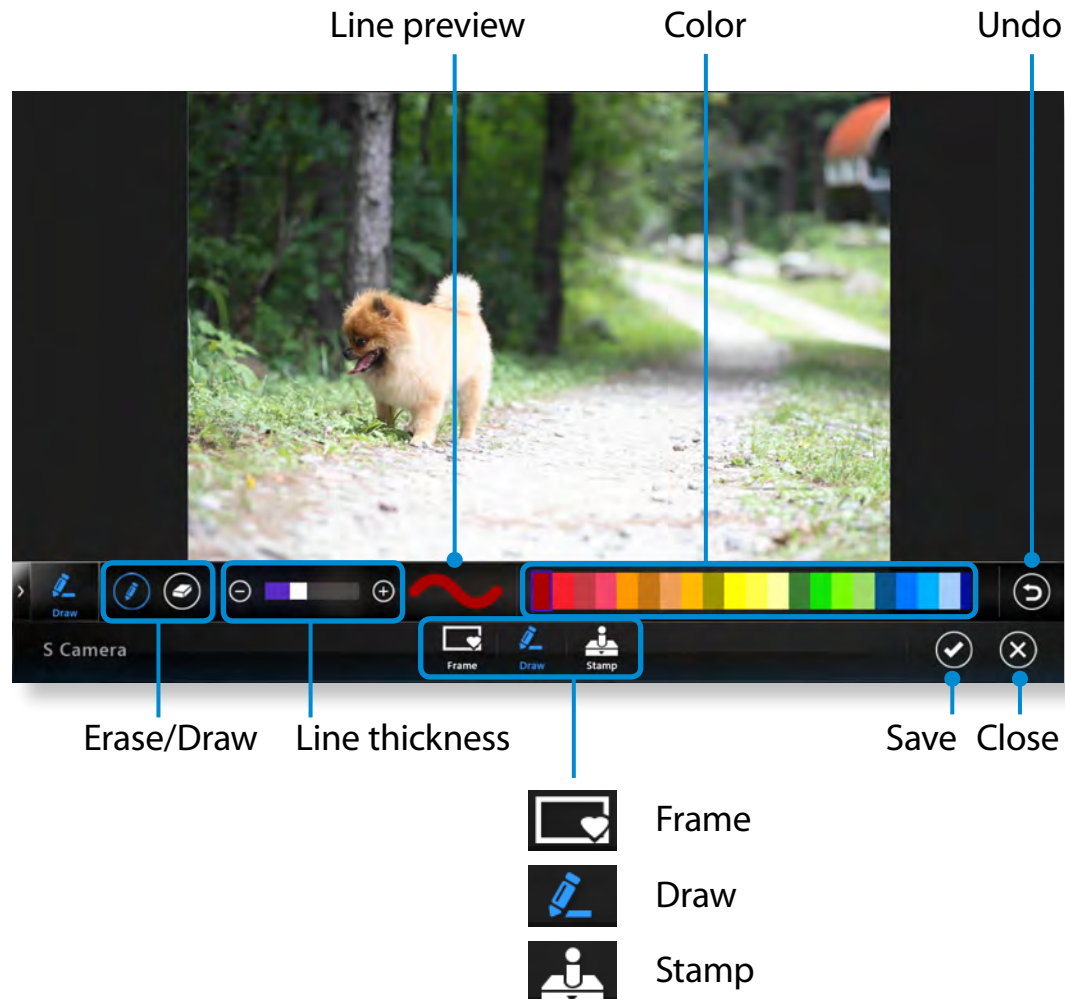 Line preview Color Undo
Draw
S Camera
Frame Draw Stamp
Erase/Draw Line thickness Save Close
Frame
Draw
Stamp